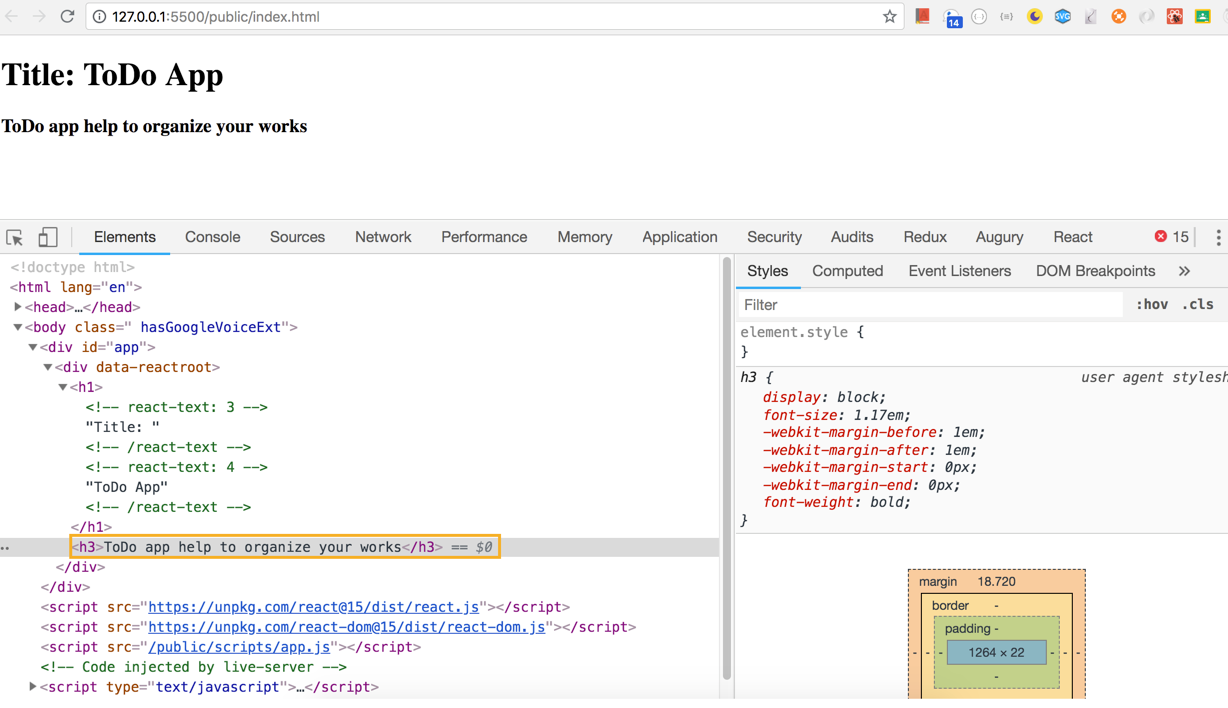 127.0.0.1:5500/public/index.html
14
SVG
Title: ToDo App
ToDo app help to organize your works
Elements Console Sources Network Performance Memory Application Security Audits Redux Augury React 15
<!doctype html>
<html lang="en">
<head>…</head>
<body class=" hasGoogleVoiceExt">
<div id="app">
<div data-reactroot>
<h1>
<!-- react-text: 3 -->
"Title: "
<!-- /react-text -->
<!-- react-text: 4 -->
"ToDo App"
<!-- /react-text -->
</h1>
<h3>ToDo app help to organize your works</h3> == $0
</div>
</div>
<script src="https://unpkg.com/react@15/dist/react.js"></script>
<script src="https://unpkg.com/react-dom@15/dist/react-dom.js"></script>
<script src="/public/scripts/app.js"></script>
<!-- Code injected by live-server -->
<script type="text/javascript">…</script>
Styles Computed Event Listeners DOM Breakpoints »
Filter :hov .cls
element.style {
}
h3 { user agent stylesh
display: block;
font-size: 1.17em;
-webkit-margin-before: 1em;
-webkit-margin-after: 1em;
-webkit-margin-start: 0px;
-webkit-margin-end: 0px;
font-weight: bold;
}
margin 18.720
border -
padding -
- - - 1264 × 22 - - -
-